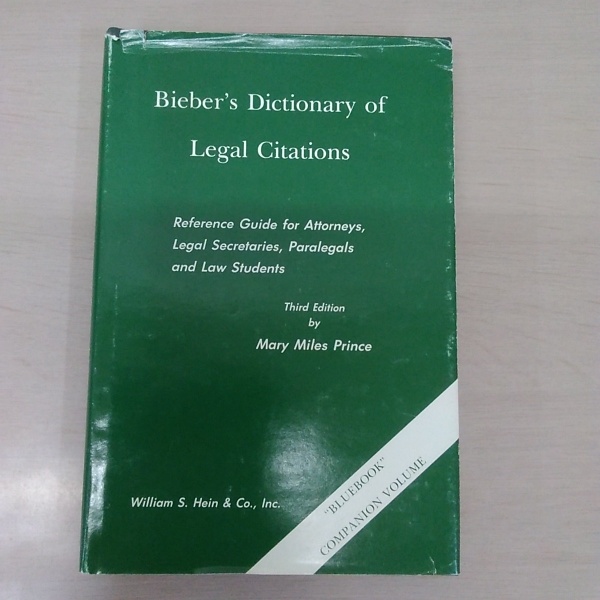 Bieber's Dictionary of
Legal Citations
Reference Guide for Attorneys,
Legal Secretaries, Paralegals
and Law Students
Third Edition
by
Mary Miles Prince
William S. Hein & Co., Inc.
"BLUEBOOK"
COMPANION VOLUME